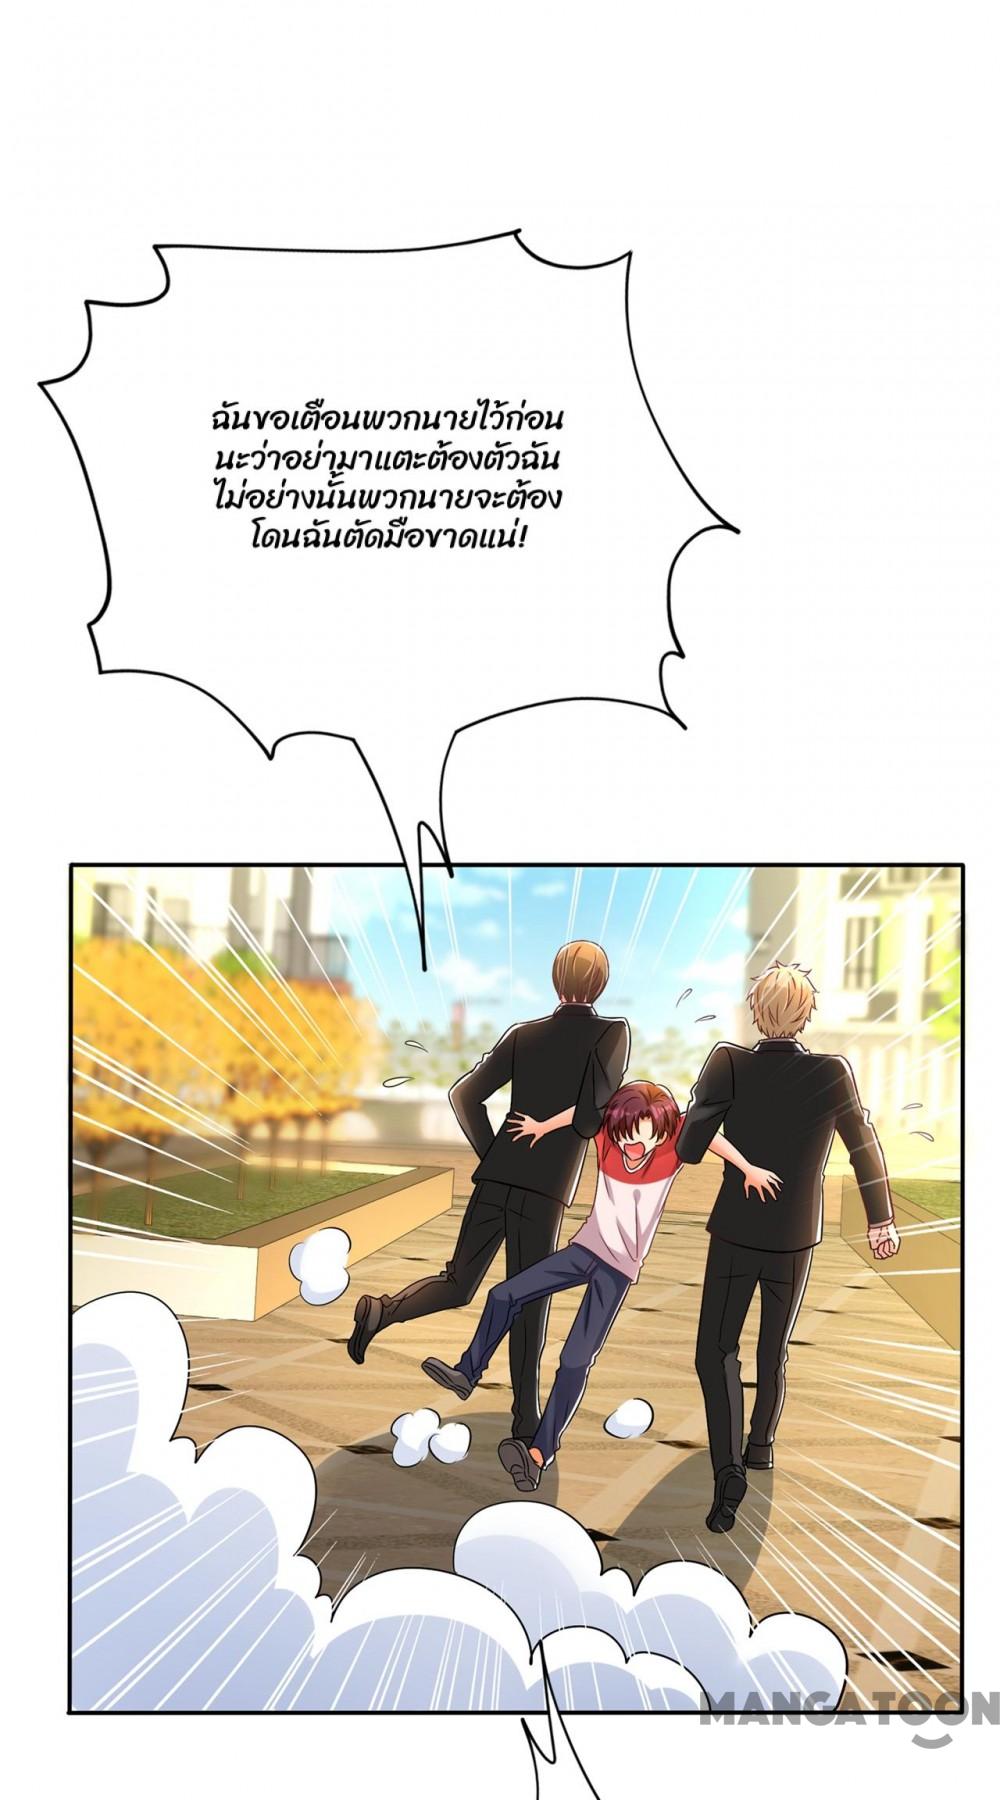 ฉันขอเตือนพวกนายไว้ก่อน
นะว่าอย่ามาแตะต้องตัวฉัน
ไม่อย่างนั้นพวกนายจะต้อง
โดนฉันตัดมือขาดแน่!
MANGATOON